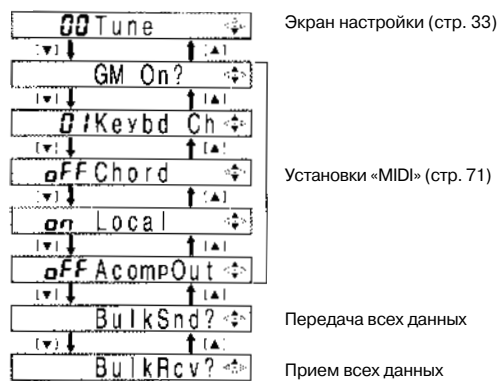 00 Tune Экран настройки (стр. 33)
[▼] [▲]
GM On?
[▼] [▲]
01 Keybd Ch
[▼] [▲]
oFF Chord Установки «MIDI» (стр. 71)
[▼] [▲]
on Local
[▼] [▲]
oFF AcompOut
[▼] [▲]
BulkSnd? Передача всех данных
[▼] [▲]
BulkRcv? Прием всех данных